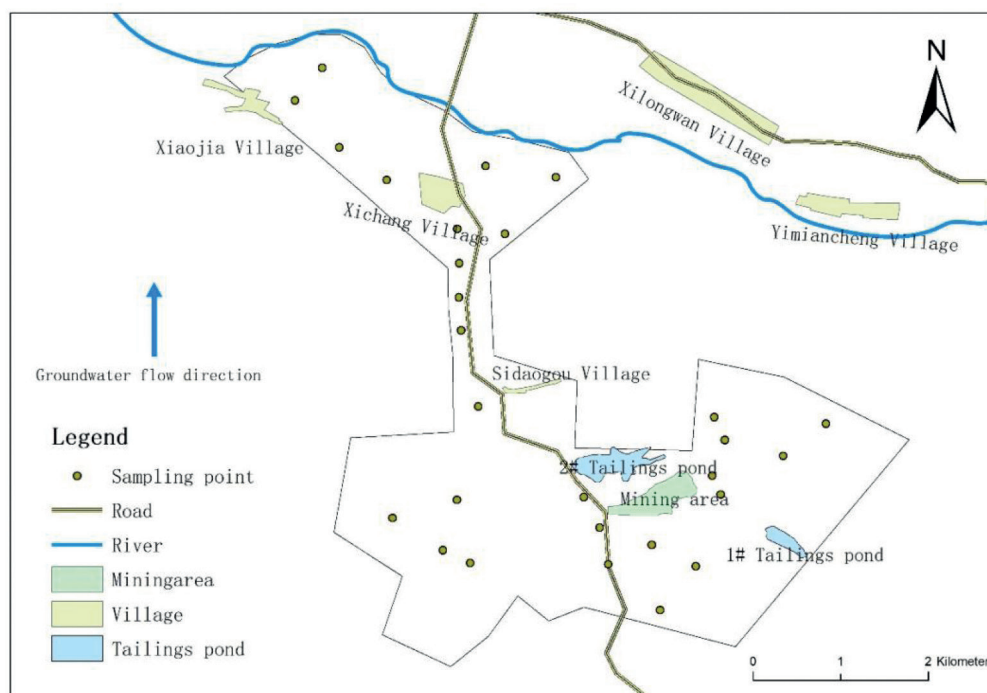 N
Xilongwan Village
Xiaojia Village
Xichang Village
Yimiancheng Village
Groundwater flow direction
Sidaogou Village
2# Tailings pond
Mining area
1# Tailings pond
Legend
Sampling point
Road
River
Miningarea
Village
Tailings pond
0 1 2 Kilometer